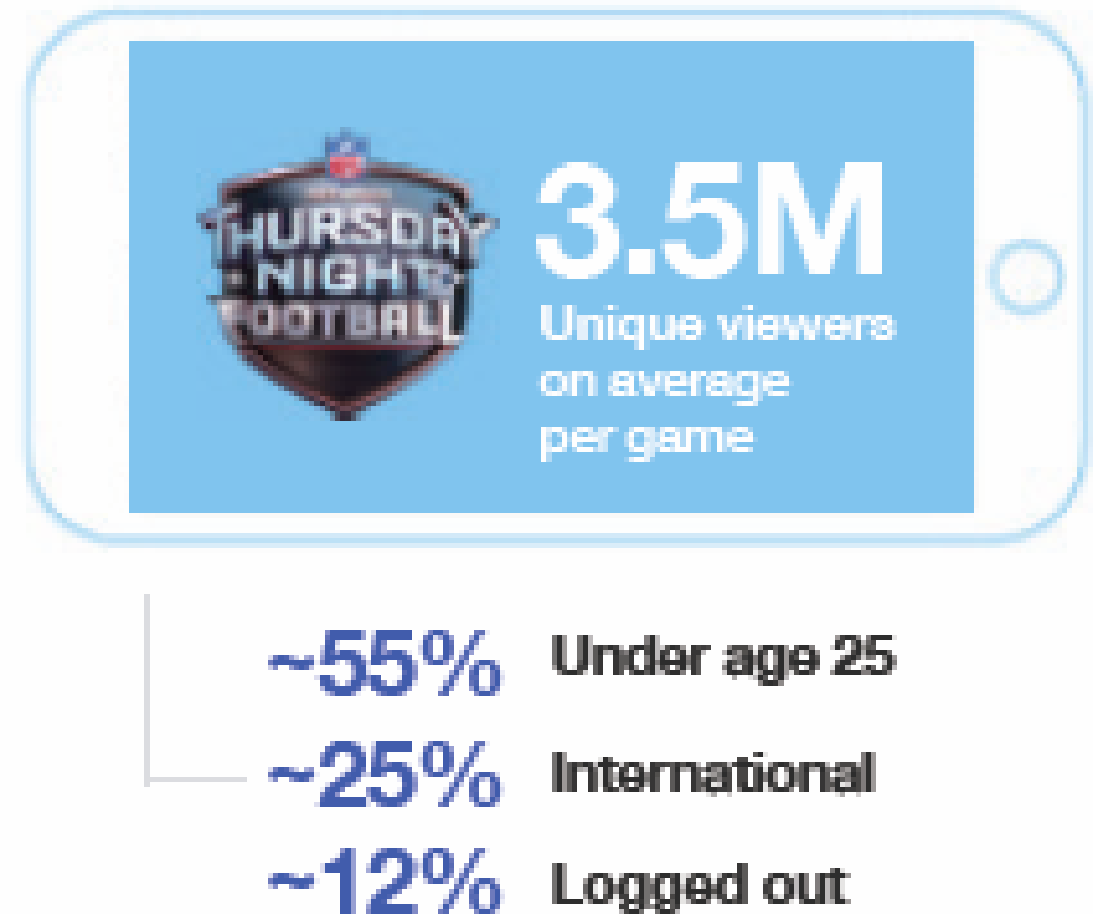 THURSDAY
NIGHT
FOOTBALL
3.5M
Unique viewers
on average
per game
~55% Under age 25
~25% International
~12% Logged out